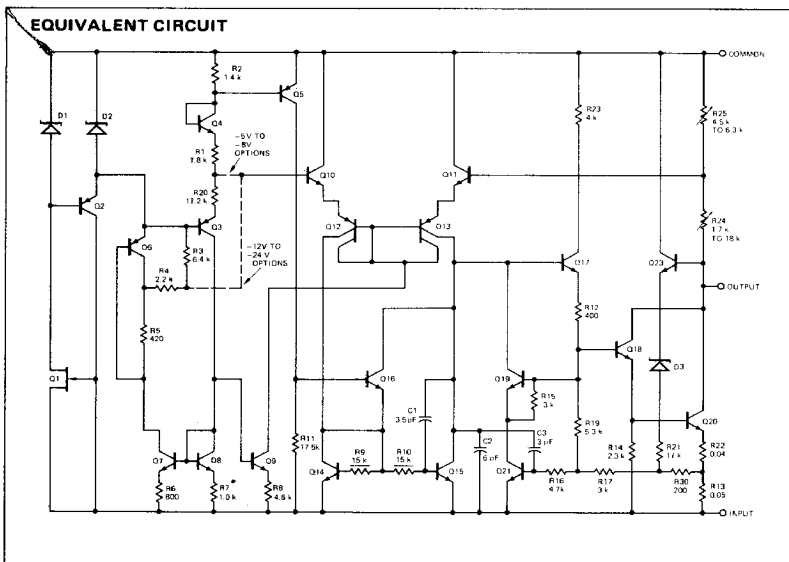 EQUIVALENT CIRCUIT
COMMON
R2
1.4 k
Q5
D1
D2
Q4
R23
4 k
R25
4.5 k
TO 6.3 k
-5V TO
-8V
OPTIONS
R1
7.8 k
Q2
Q10
Q11
R20
17.2 k
R24
1.7 k
TO 18 k
Q6
Q3
Q12
Q13
R3
6.4 k
R4
2.2 k
-12V TO
-24 V
OPTIONS
Q17
Q23
OUTPUT
R12
400
R5
420
Q18
D3
Q1
Q16
Q19
R15
3 k
C1
3.5 pF
R19
5.3 k
Q20
Q7
Q8
Q9
R11
17.5k
R9
15 k
R10
15 k
C2
6 pF
C3
3 pF
R14
2.3 k
R21
R22
0.04
Q14
Q15
Q21
R6
800
R7
1.0 k
R8
4.6 k
R16
4.7k
R17
3 k
R30
200
R13
0.05
INPUT